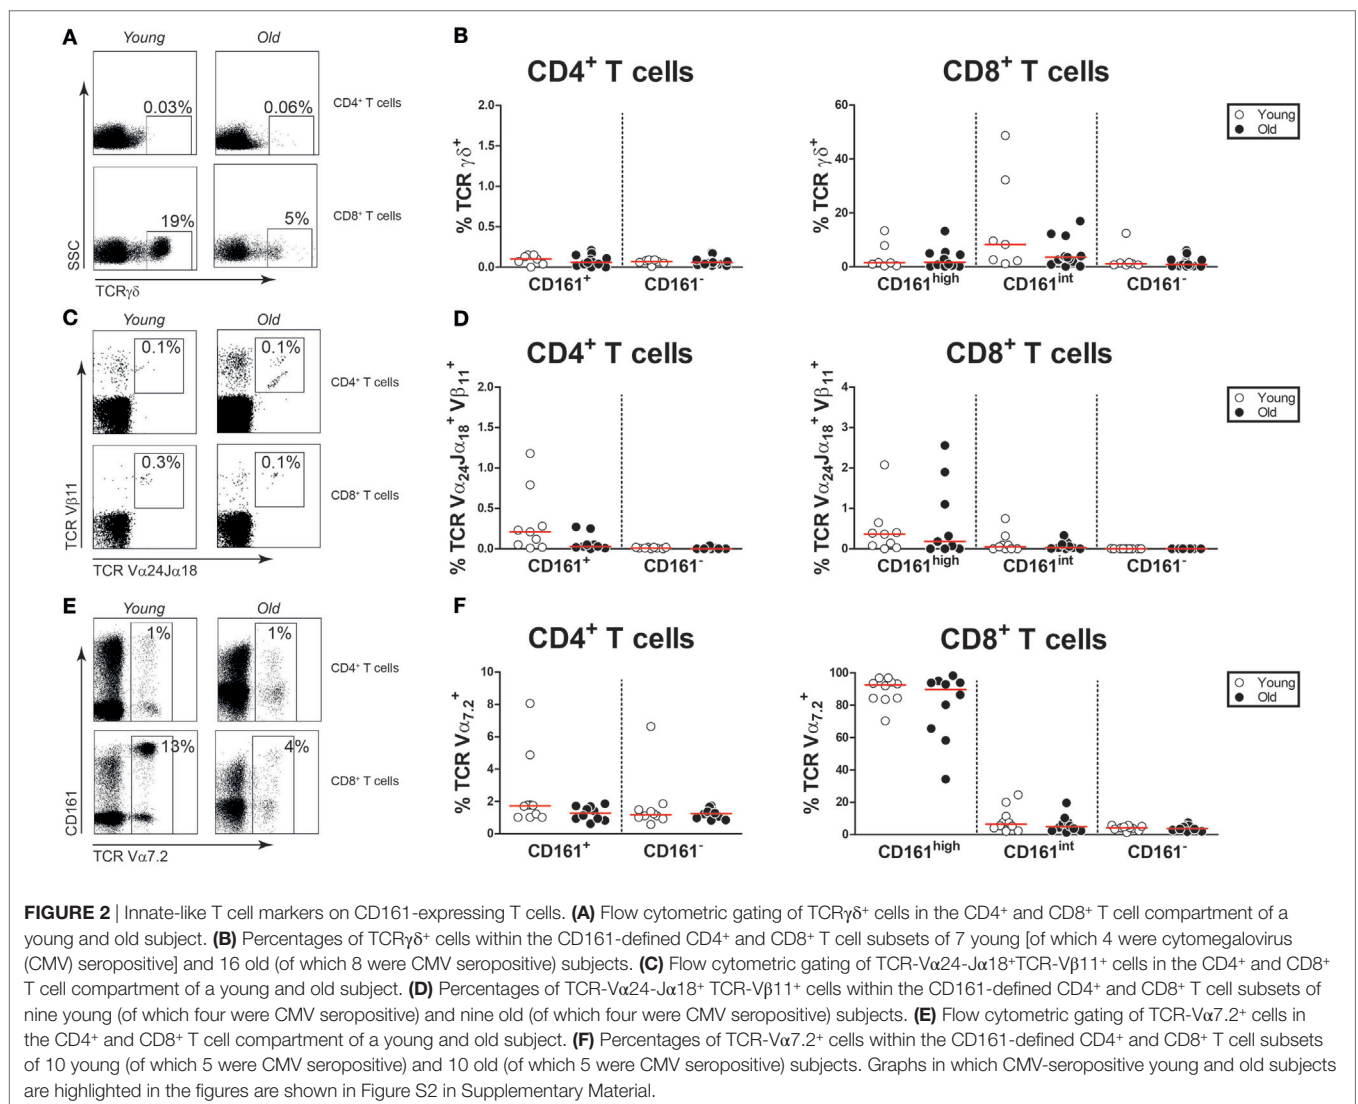 A
Young
Old
0.03%
0.06%
CD4+ T cells
19%
5%
CD8+ T cells
SSC
TCRγδ
B
CD4+ T cells
% TCR γδ+
2.0
1.5
1.0
0.5
0.0
CD161+
CD161-
CD8+ T cells
% TCR γδ+
60
40
20
0
CD161high
CD161int
CD161-
Young
Old
C
Young
Old
0.1%
0.1%
CD4+ T cells
0.3%
0.1%
CD8+ T cells
TCR Vβ11
TCR Vα24Jα18
D
CD4+ T cells
% TCR Vα24Jα18+ Vβ11+
2.0
1.5
1.0
0.5
0.0
CD161+
CD161-
CD8+ T cells
% TCR Vα24Jα18+ Vβ11+
4
3
2
1
0
CD161high
CD161int
CD161-
Young
Old
E
Young
Old
1%
1%
CD4+ T cells
13%
4%
CD8+ T cells
CD161
TCR Vα7.2
F
CD4+ T cells
% TCR Vα7.2+
10
8
6
4
2
0
CD161+
CD161-
CD8+ T cells
% TCR Vα7.2+
100
80
60
40
20
0
CD161high
CD161int
CD161-
Young
Old
FIGURE 2 | Innate-like T cell markers on CD161-expressing T cells. (A) Flow cytometric gating of TCRγδ+ cells in the CD4+ and CD8+ T cell compartment of a
young and old subject. (B) Percentages of TCRγδ+ cells within the CD161-defined CD4+ and CD8+ T cell subsets of 7 young [of which 4 were cytomegalovirus
(CMV) seropositive] and 16 old (of which 8 were CMV seropositive) subjects. (C) Flow cytometric gating of TCR-Vα24-Jα18+TCR-Vβ11+ cells in the CD4+ and CD8+
T cell compartment of a young and old subject. (D) Percentages of TCR-Vα24-Jα18+ TCR-Vβ11+ cells within the CD161-defined CD4+ and CD8+ T cell subsets of
nine young (of which four were CMV seropositive) and nine old (of which four were CMV seropositive) subjects. (E) Flow cytometric gating of TCR-Vα7.2+ cells in
the CD4+ and CD8+ T cell compartment of a young and old subject. (F) Percentages of TCR-Vα7.2+ cells within the CD161-defined CD4+ and CD8+ T cell subsets
of 10 young (of which 5 were CMV seropositive) and 10 old (of which 5 were CMV seropositive) subjects. Graphs in which CMV-seropositive young and old subjects
are highlighted in the figures are shown in Figure S2 in Supplementary Material.